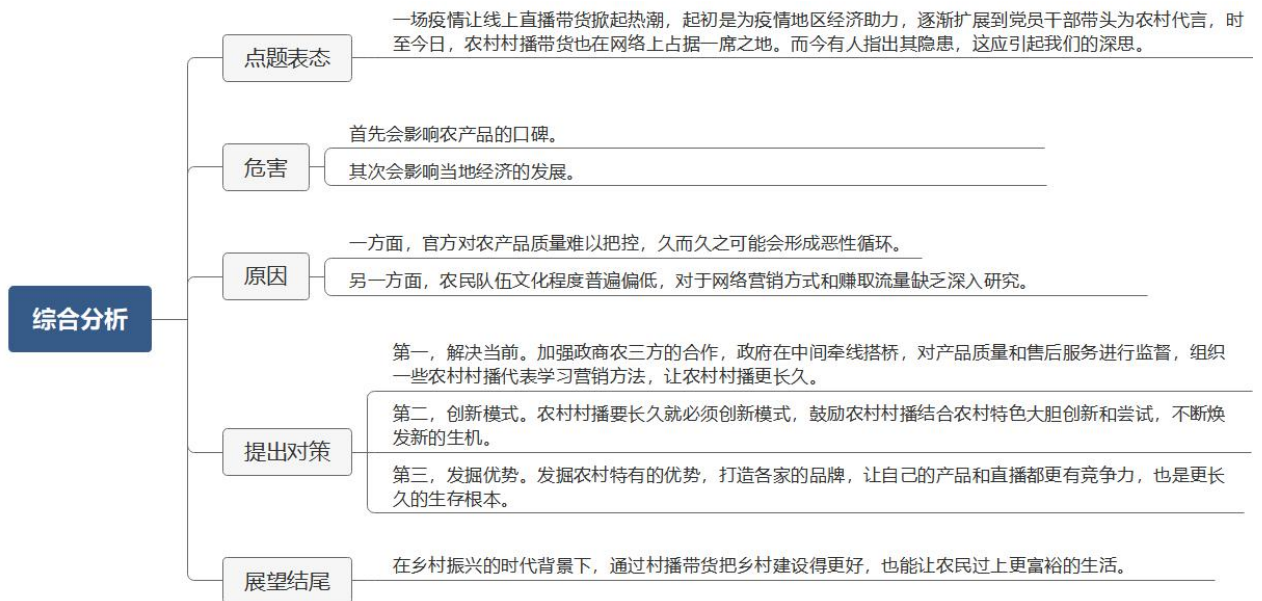 综合分析
点题表态
一场疫情让线上直播带货掀起热潮，起初是为疫情地区经济助力，逐渐扩展到党员干部带头为农村代言，时
至今日，农村村播带货也在网络上占据一席之地。而今有人指出其隐患，这应引起我们的深思。
危害
首先会影响农产品的口碑。
其次会影响当地经济的发展。
原因
一方面，官方对农产品质量难以把控，久而久之可能会形成恶性循环。
另一方面，农民队伍文化程度普遍偏低，对于网络营销方式和赚取流量缺乏深入研究。
提出对策
第一，解决当前。加强政商农三方的合作，政府在中间牵线搭桥，对产品质量和售后服务进行监督，组织
一些农村村播代表学习营销方法，让农村村播更长久。
第二，创新模式。农村村播要长久就必须创新模式，鼓励农村村播结合农村特色大胆创新和尝试，不断焕
发新的生机。
第三，发掘优势。发掘农村特有的优势，打造各家的品牌，让自己的产品和直播都更有竞争力，也是更长
久的生存根本。
展望结尾
在乡村振兴的时代背景下，通过村播带货把乡村建设得更好，也能让农民过上更富裕的生活。